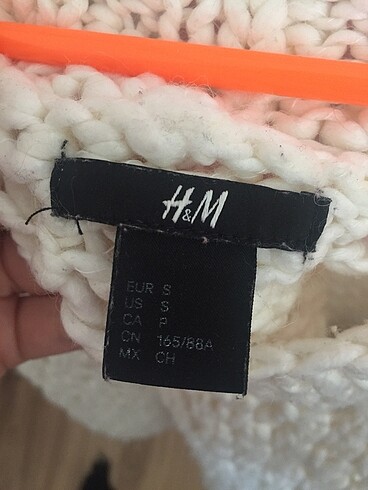 H&M
EUR S
US S
CA P
CN 165/88A
MX CH